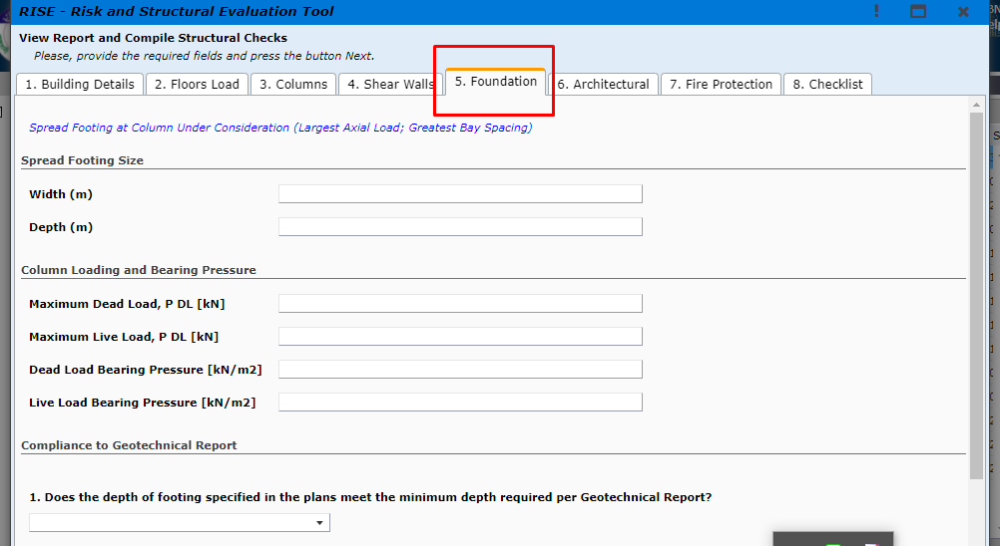 RISE - Risk and Structural Evaluation Tool
View Report and Compile Structural Checks
Please, provide the required fields and press the button Next.
1. Building Details 2. Floors Load 3. Columns 4. Shear Walls 5. Foundation 6. Architectural 7. Fire Protection 8. Checklist
Spread Footing at Column Under Consideration (Largest Axial Load; Greatest Bay Spacing)
Spread Footing Size
Width (m)
Depth (m)
Column Loading and Bearing Pressure
Maximum Dead Load, P DL [kN]
Maximum Live Load, P DL [kN]
Dead Load Bearing Pressure [kN/m2]
Live Load Bearing Pressure [kN/m2]
Compliance to Geotechnical Report
1. Does the depth of footing specified in the plans meet the minimum depth required per Geotechnical Report?